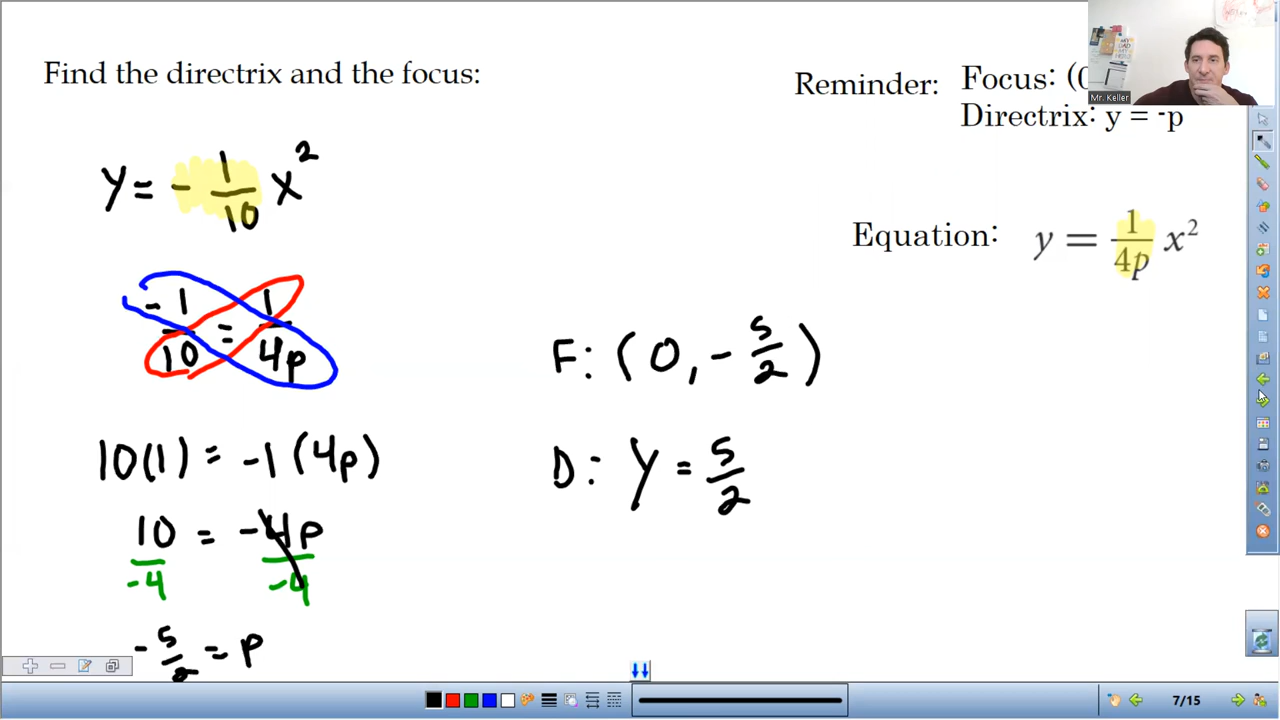 Find the directrix and the focus:
Reminder: Focus: (0
Directrix: y = -p
Mr. Keller
y = - 1/10 x²
Equation: y = 1/4p x²
-1/10 = 1/4p
F: (0, - 5/2)
10(1) = -1(4p)
D: y = 5/2
10 = -4p
-4 -4
-5/2 = p
7/15